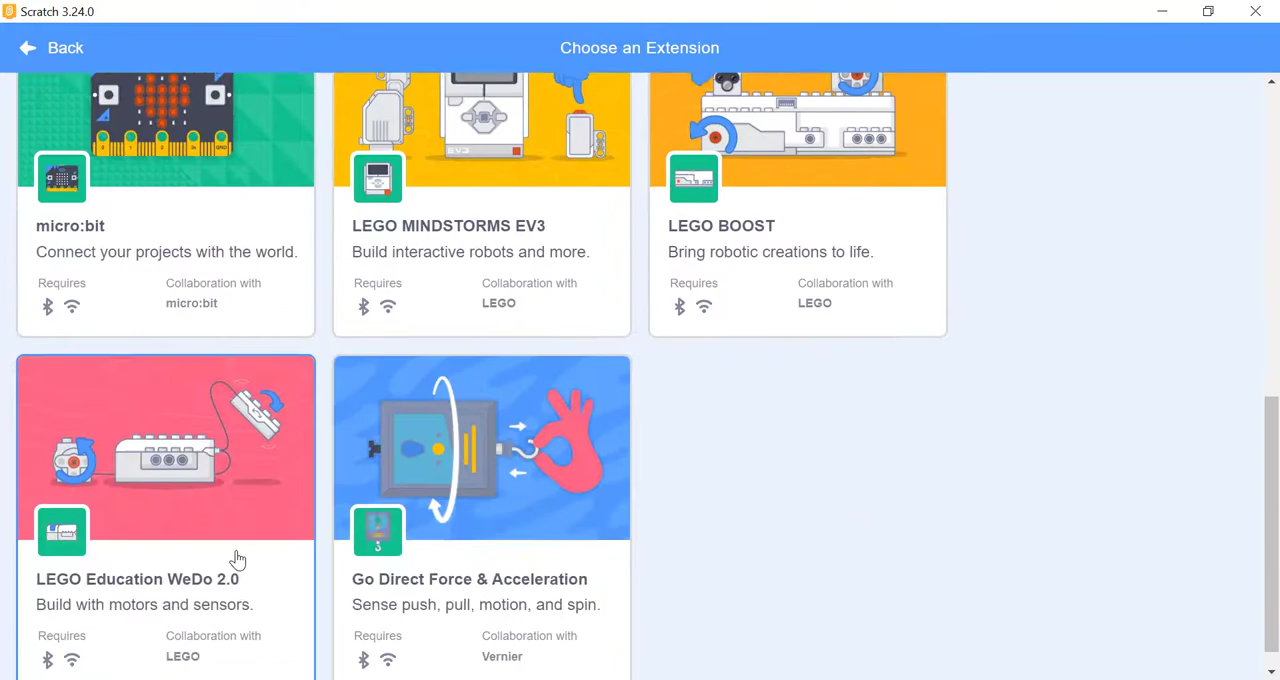 Scratch 3.24.0
Back
Choose an Extension
micro:bit
Connect your projects with the world.
Requires
Collaboration with
micro:bit
EV3
LEGO MINDSTORMS EV3
Build interactive robots and more.
Requires
Collaboration with
LEGO
LEGO BOOST
Bring robotic creations to life.
Requires
Collaboration with
LEGO
LEGO Education WeDo 2.0
Build with motors and sensors.
Requires
Collaboration with
LEGO
Go Direct Force & Acceleration
Sense push, pull, motion, and spin.
Requires
Collaboration with
Vernier